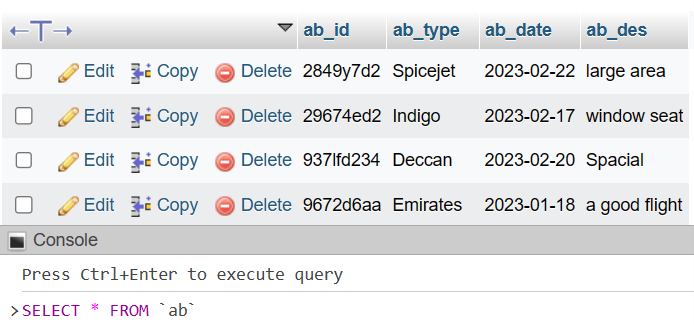 ab_id ab_type ab_date ab_des
Edit Copy Delete 2849y7d2 Spicejet 2023-02-22 large area
Edit Copy Delete 29674ed2 Indigo 2023-02-17 window seat
Edit Copy Delete 937lfd234 Deccan 2023-02-20 Spacial
Edit Copy Delete 9672d6aa Emirates 2023-01-18 a good flight
Console
Press Ctrl+Enter to execute query
>SELECT * FROM `ab`